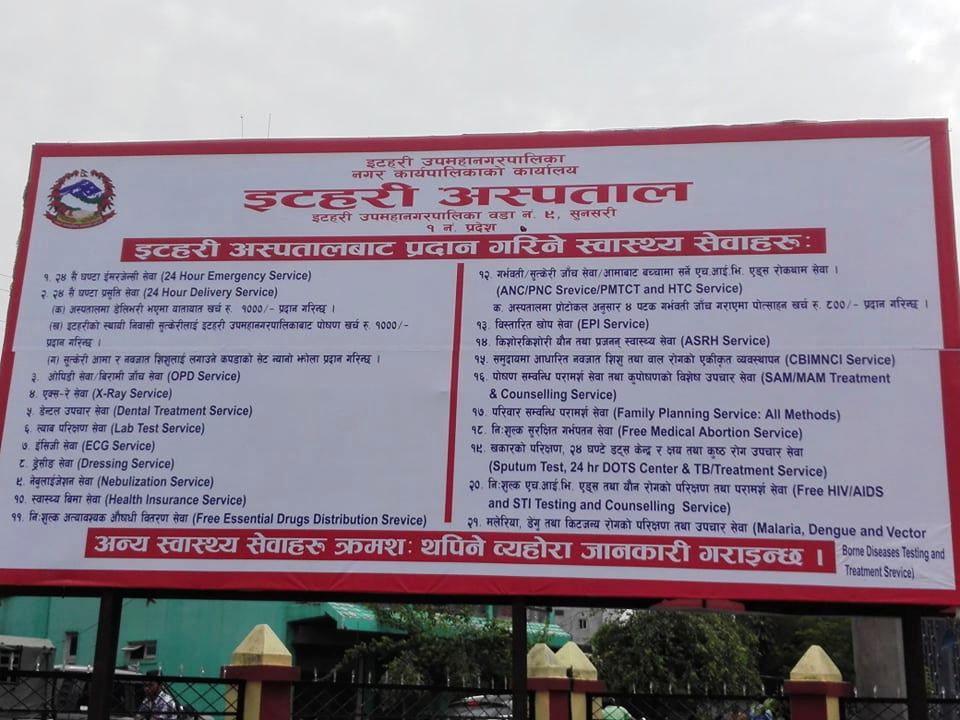 इटहरी उपमहानगरपालिका
नगर कार्यपालिकाको कार्यालय
इटहरी अस्पताल
इटहरी उपमहानगरपालिका वडा नं. ९, सुनसरी
१ नं. प्रदेश
इटहरी अस्पतालबाट प्रदान गरिने स्वास्थ्य सेवाहरुः
१. २४ सै घण्टा इमरजेन्सी सेवा (24 Hour Emergency Service)
२. २४ सै घण्टा प्रसुति सेवा (24 Hour Delivery Service)
(क) अस्पतालमा डेलिभरी भएमा यातायात खर्च रु. १०००/- प्रदान गरिन्छ ।
(ख) इटहरीको स्थायी निवासी सुत्केरीलाई इटहरी उपमहानगरपालिकाबाट पोषण खर्च रु. १०००/-
प्रदान गरिन्छ ।
(ग) सुत्केरी आमा र नवजात शिशुलाई लगाउने कपडाको सेट न्यानो झोला प्रदान गरिन्छ ।
३. ओपिडी सेवा/बिरामी जाँच सेवा (OPD Service)
४. एक्स-रे सेवा (X-Ray Service)
५. डेन्टल उपचार सेवा (Dental Treatment Service)
६. ल्याब परिक्षण सेवा (Lab Test Service)
७. ईसिजी सेवा (ECG Service)
८. ड्रेसीङ सेवा (Dressing Service)
९. नेबुलाईजेशन सेवा (Nebulization Service)
१०. स्वास्थ्य बिमा सेवा (Health Insurance Service)
११. निःशुल्क अत्यावश्यक औषधी वितरण सेवा (Free Essential Drugs Distribution Srevice)
१२. गर्भवती/सुत्केरी जाँच सेवा/आमाबाट बच्चामा सर्ने एच.आई.भि. एड्स रोकथाम सेवा ।
(ANC/PNC Srevice/PMTCT and HTC Service)
क. अस्पतालमा प्रोटोकल अनुसार ४ पटक गर्भवती जाँच गराएमा पोत्साहन खर्च रु. ८००/- प्रदान गरिन्छ ।
१३. विस्तारित खोप सेवा (EPI Service)
१४. किशोरकिशोरी यौन तथा प्रजनन् स्वास्थ्य सेवा (ASRH Service)
१५. समुदायमा आधारित नवजात शिशु तथा वाल रोगको एकीकृत व्यवस्थापन (CBIMNCI Service)
१६. पोषण सम्वन्धि परामर्श सेवा तथा कुपोषणको विशेष उपचार सेवा (SAM/MAM Treatment
& Counselling Service)
१७. परिवार सम्वन्धि परामर्श सेवा (Family Planning Service: All Methods)
१८. निःशुल्क सुरक्षित गर्भपतन सेवा (Free Medical Abortion Service)
१९. खकारको परिक्षण, २४ घण्टे डट्स केन्द्र र क्षय तथा कुष्ठ रोग उपचार सेवा
(Sputum Test, 24 hr DOTS Center & TB/Treatment Service)
२०. निःशुल्क एच.आई.भि. एड्स तथा यौन रोगको परिक्षण तथा परामर्श सेवा (Free HIV/AIDS
and STI Testing and Counselling Service)
२१. मलेरिया, डेंगु तथा किटजन्य रोगको परिक्षण तथा उपचार सेवा (Malaria, Dengue and Vector
Borne Diseases Testing and
Treatment Srevice)
अन्य स्वास्थ्य सेवाहरु क्रमशः थपिने व्यहोरा जानकारी गराइन्छ ।